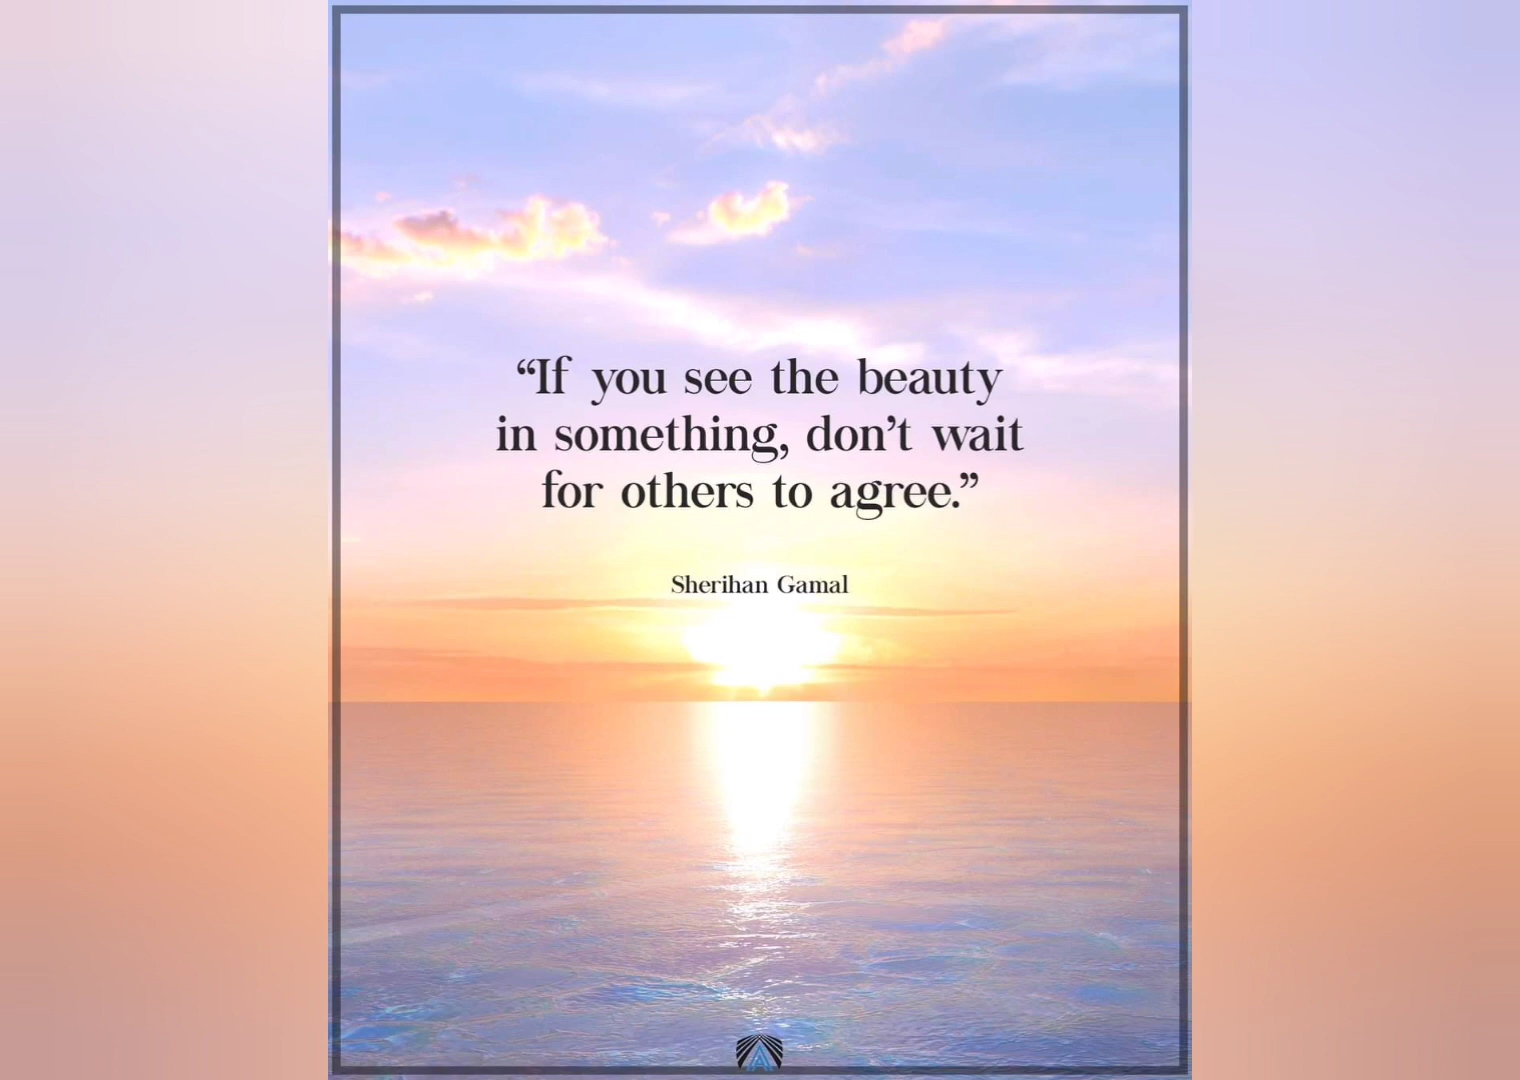 “If you see the beauty
in something, don’t wait
for others to agree.”
Sherihan Gamal